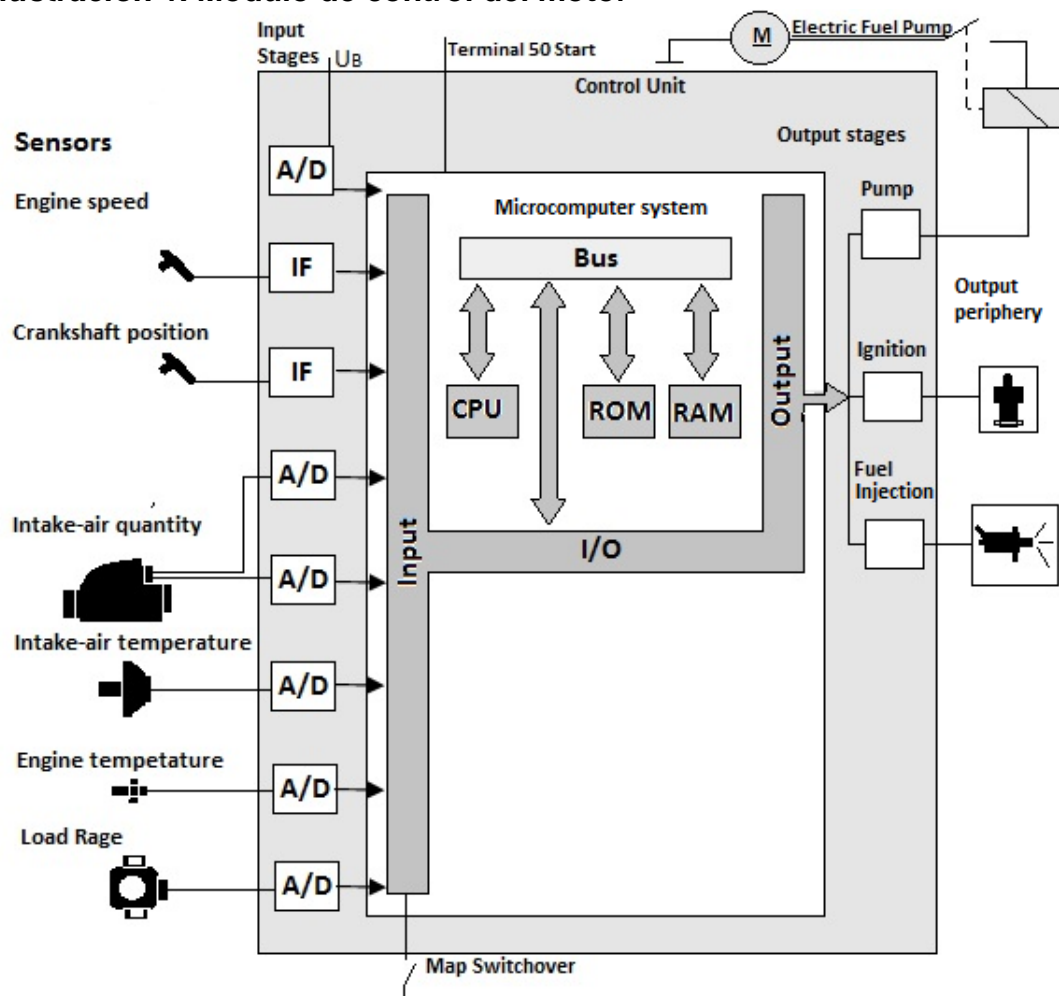 Ilustración 1. Módulo de control del motor
Input
Stages
UB
Terminal 50 Start
M
Electric Fuel Pump
Control Unit
Sensors
Output stages
Engine speed
A/D
Pump
Microcomputer system
Bus
IF
Output
periphery
Crankshaft position
IF
Ignition
CPU
ROM
RAM
Output
A/D
Fuel
Injection
Intake-air quantity
Input
I/O
A/D
Intake-air temperature
A/D
Engine tempetature
A/D
Load Rage
A/D
Map Switchover